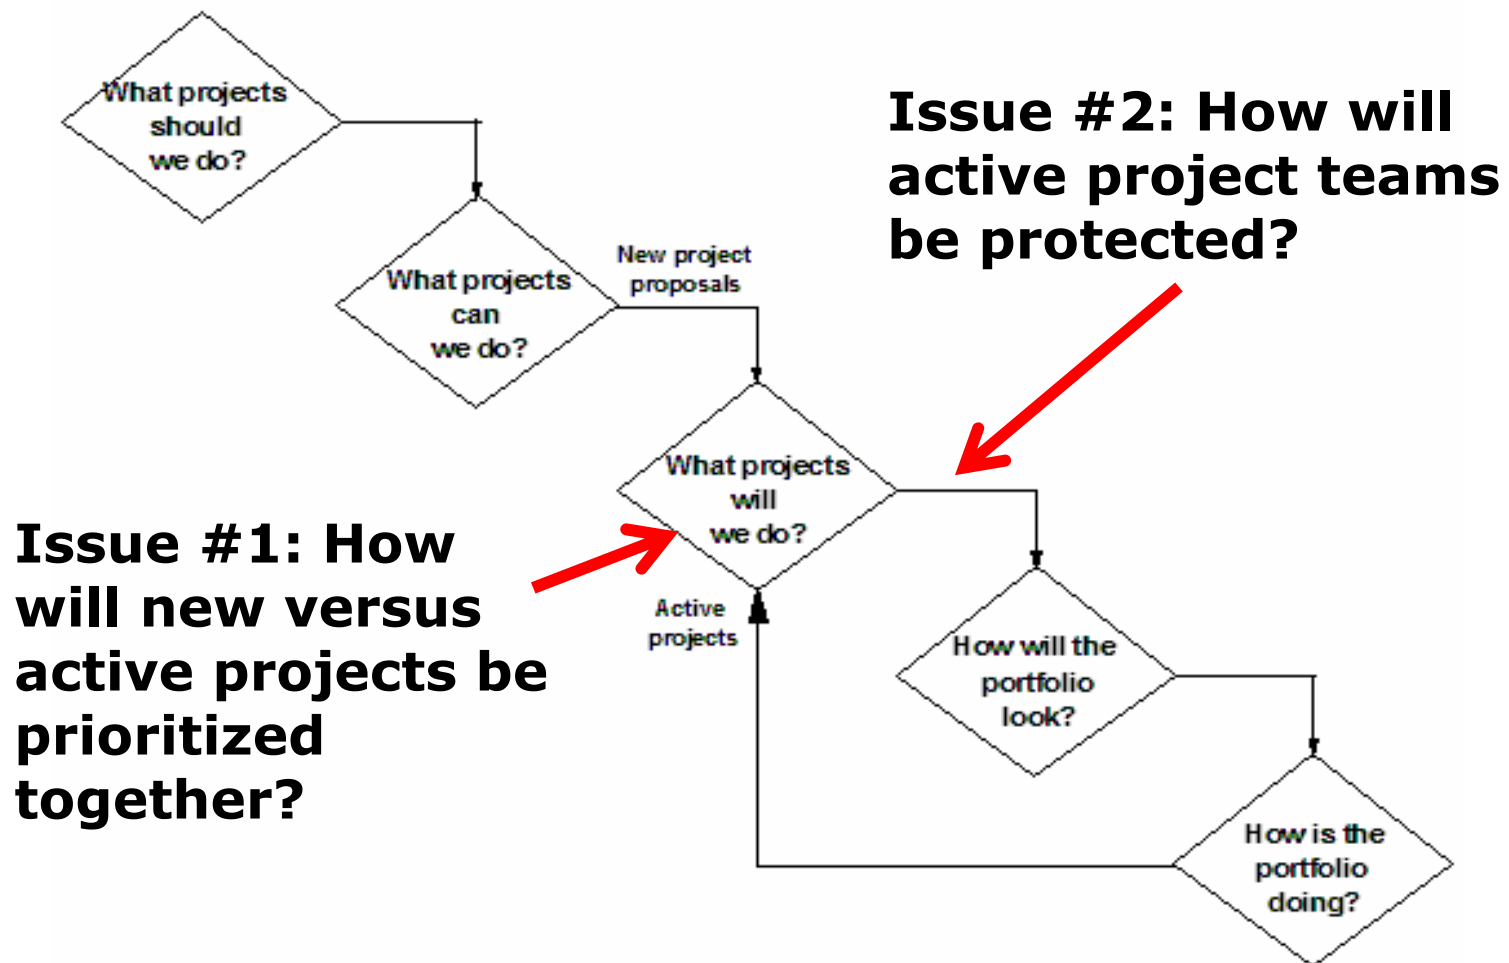 What projects
should
we do?
Issue #2: How will
active project teams
be protected?
What projects
can
we do?
New project
proposals
What projects
will
we do?
Issue #1: How
will new versus
active projects be
prioritized
together?
Active
projects
How will the
portfolio
look?
How is the
portfolio
doing?